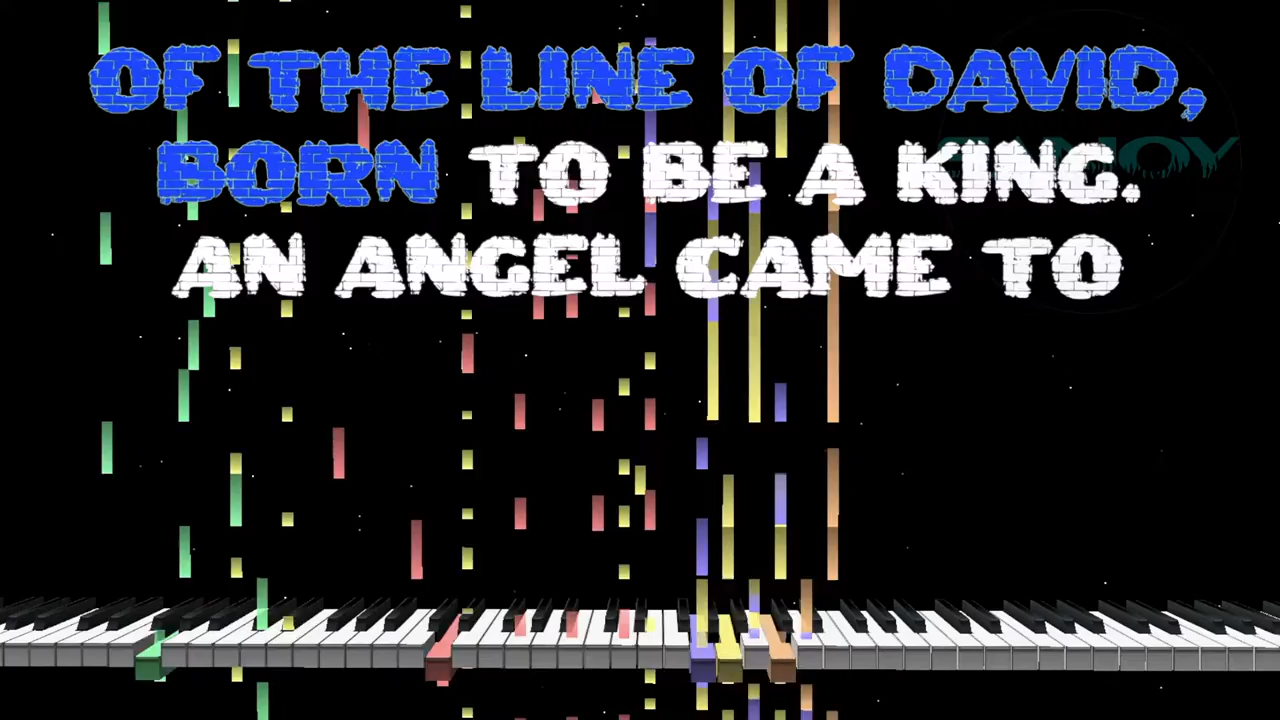 OF THE LINE OF DAVID,
BORN TO BE A KING.
AN ANGEL CAME TO